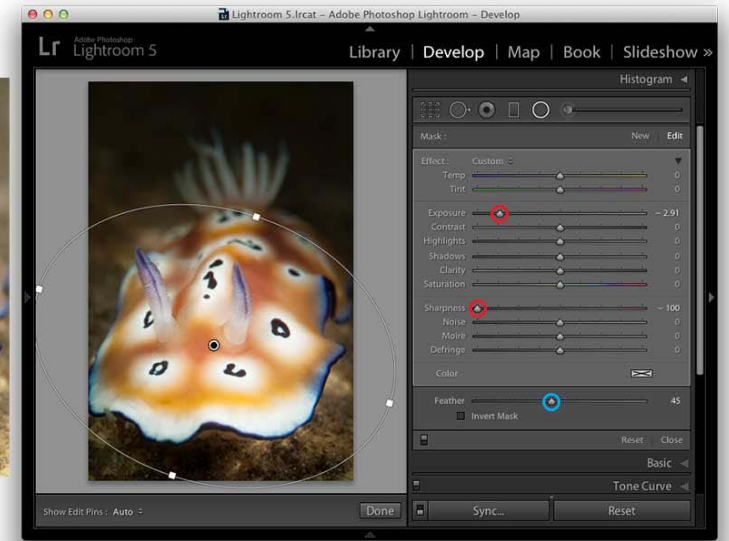 Lightroom 5.lrcat – Adobe Photoshop Lightroom – Develop
Lr Adobe Photoshop Lightroom 5
Library | Develop | Map | Book | Slideshow »
Histogram
Mask : New Edit
Effect : Custom
Temp 0
Tint 0
Exposure – 2.91
Contrast 0
Highlights 0
Shadows 0
Clarity 0
Saturation 0
Sharpness – 100
Noise 0
Moiré 0
Defringe 0
Color
Feather 45
Invert Mask
Reset Close
Basic
Tone Curve
Show Edit Pins : Auto Done Sync... Reset